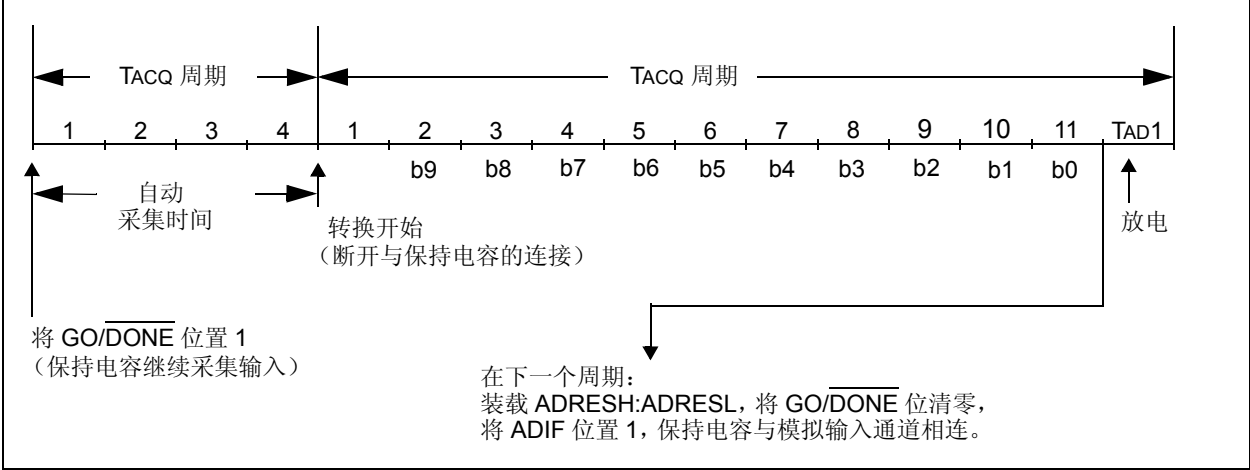 TACQ 周期 TACQ 周期
1 2 3 4 1 2 3 4 5 6 7 8 9 10 11 TAD1
b9 b8 b7 b6 b5 b4 b3 b2 b1 b0
自动
采集时间
转换开始
（断开与保持电容的连接）
放电
将 GO/DONE 位置 1
（保持电容继续采集输入）
在下一个周期：
装载 ADRESH:ADRESL，将 GO/DONE 位清零，
将 ADIF 位置 1，保持电容与模拟输入通道相连。